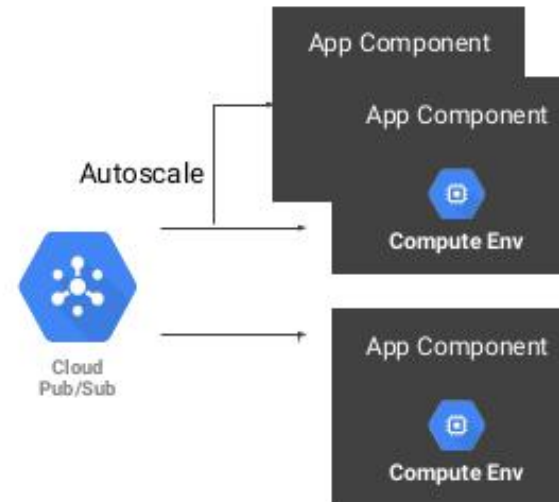 App Component
App Component
Autoscale
Compute Env
Cloud
Pub/Sub
App Component
Compute Env